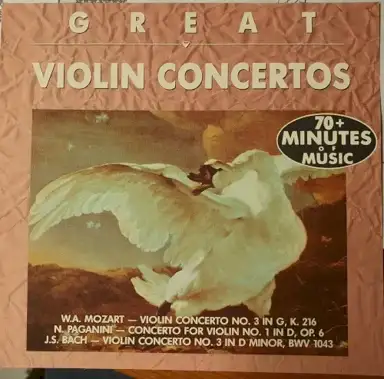 GREAT
VIOLIN CONCERTOS
70+
MINUTES
OF
MUSIC
W.A. MOZART — VIOLIN CONCERTO NO. 3 IN G, K. 216
N. PAGANINI — CONCERTO FOR VIOLIN NO. 1 IN D, OP. 6
J.S. BACH — VIOLIN CONCERTO NO. 3 IN D MINOR, BWV 1043